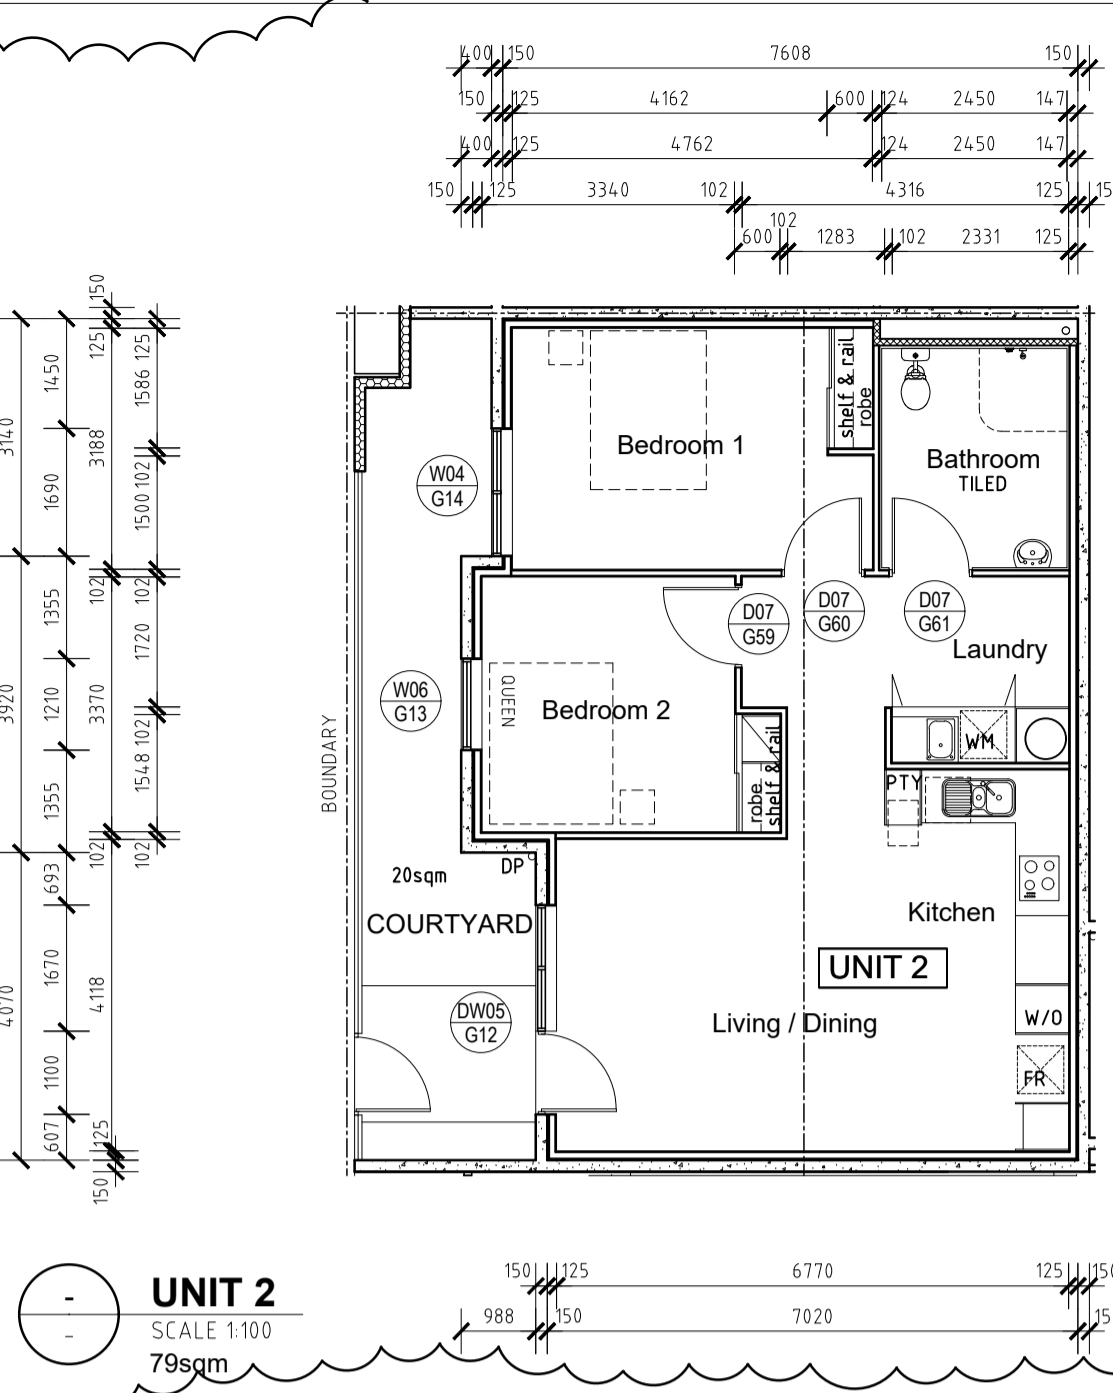 400 150 7608 150
150 125 4162 600 124 2450 147
400 125 4762 124 2450 147
150 125 3340 102 4316 125 15
102
600 1283 102 2331 125
150
125 125
1450 1586
3140 3188 102
1690 1500
102 102
1355 1720
3920 1210 3370 102
1355 1548
102 102
693
4070 1670 4118
1100
607 125
150
shelf & rail
robe
Bedroom 1
Bathroom
TILED
W04
G14
D07
G59
D07
G60
D07
G61
Laundry
W06
G13
QUEEN
Bedroom 2
BOUNDARY
WM
robe
shelf & rail
PTY
DP
20sqm
COURTYARD
Kitchen
UNIT 2
DW05
G12
Living / Dining
W/O
FR
150 125 6770 125 150
988 150 7020 15
-
-
UNIT 2
SCALE 1:100
79sqm